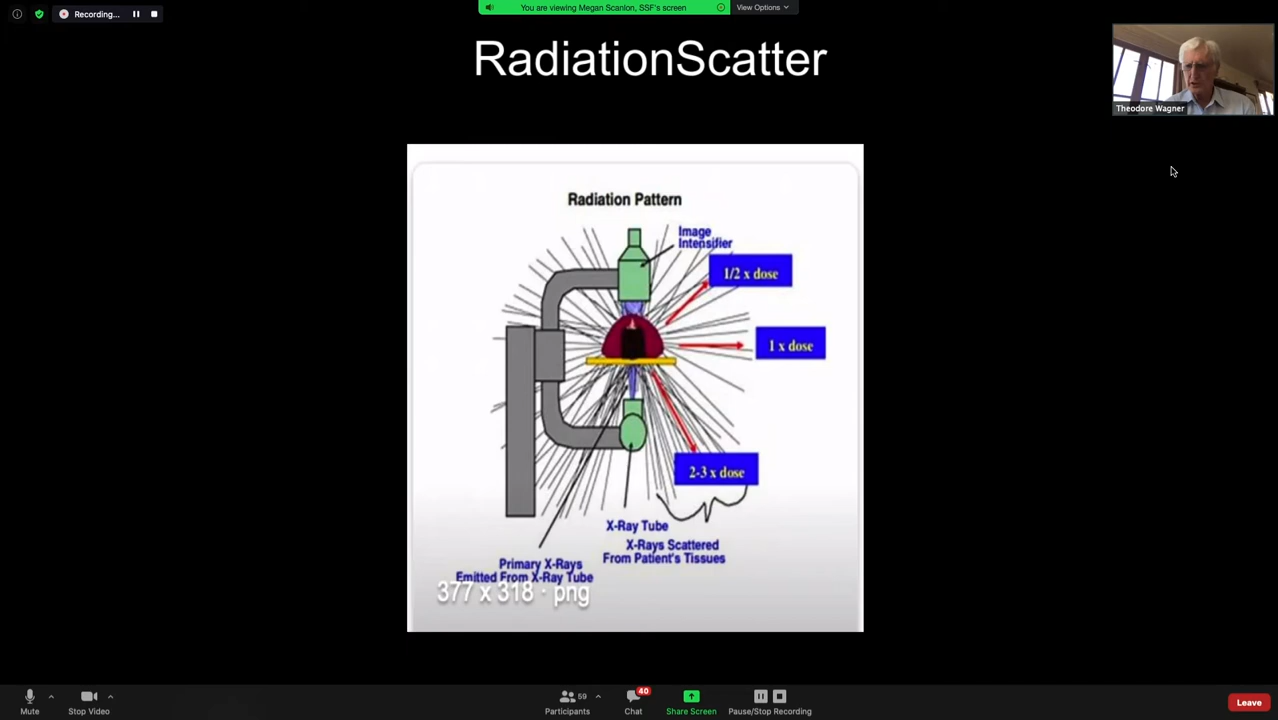 Recording...
You are viewing Megan Scanlon, SSF's screen
View Options
RadiationScatter
Theodore Wagner
Radiation Pattern
Image
Intensifier
1/2 x dose
1 x dose
2-3 x dose
X-Ray Tube
X-Rays Scattered
From Patient's Tissues
Primary X-Rays
Emitted From X-Ray Tube
377 x 318 · png
Mute
Stop Video
59
Participants
40
Chat
Share Screen
Pause/Stop Recording
Leave